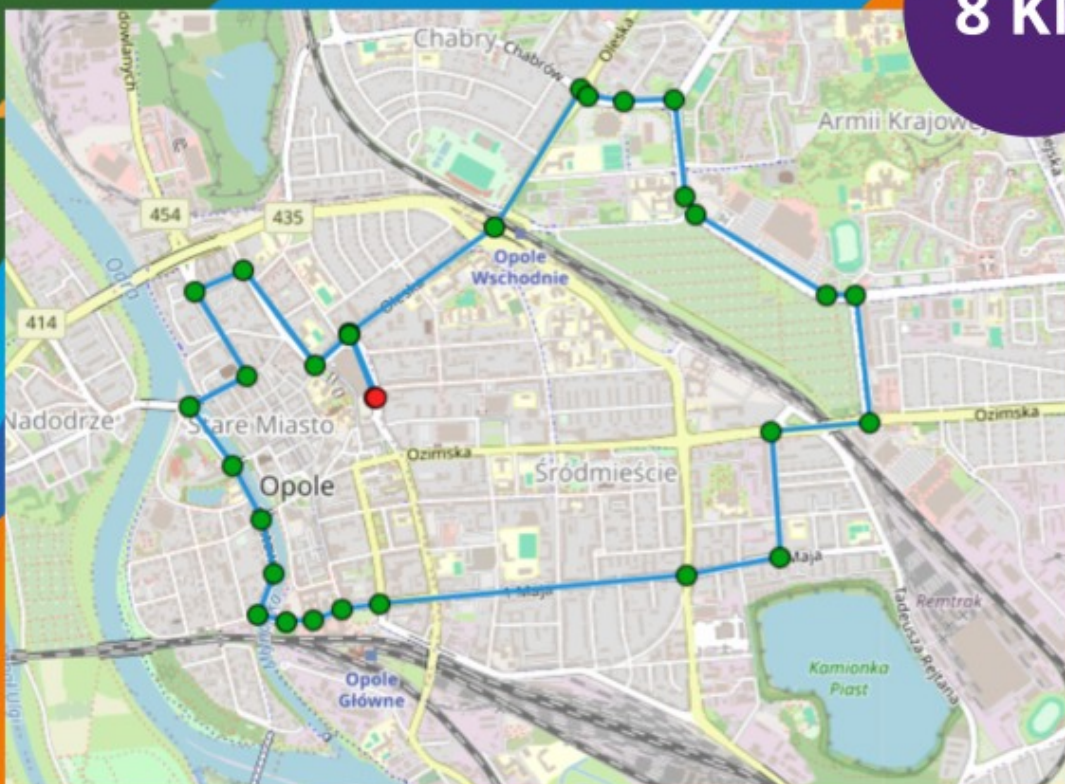 8 K
Chabry
Chabrów
Oleska
Armii Krajowej
454
435
Odra
Opole
Wschodnie
414
Oleska
Nadodrze
Stare Miasto
Ozimska
Ozimska
Śródmieście
Opole
1 Maja
Maja
Remtrak
Tadeusza Rejtana
Kamionka
Piast
Opole
Główne